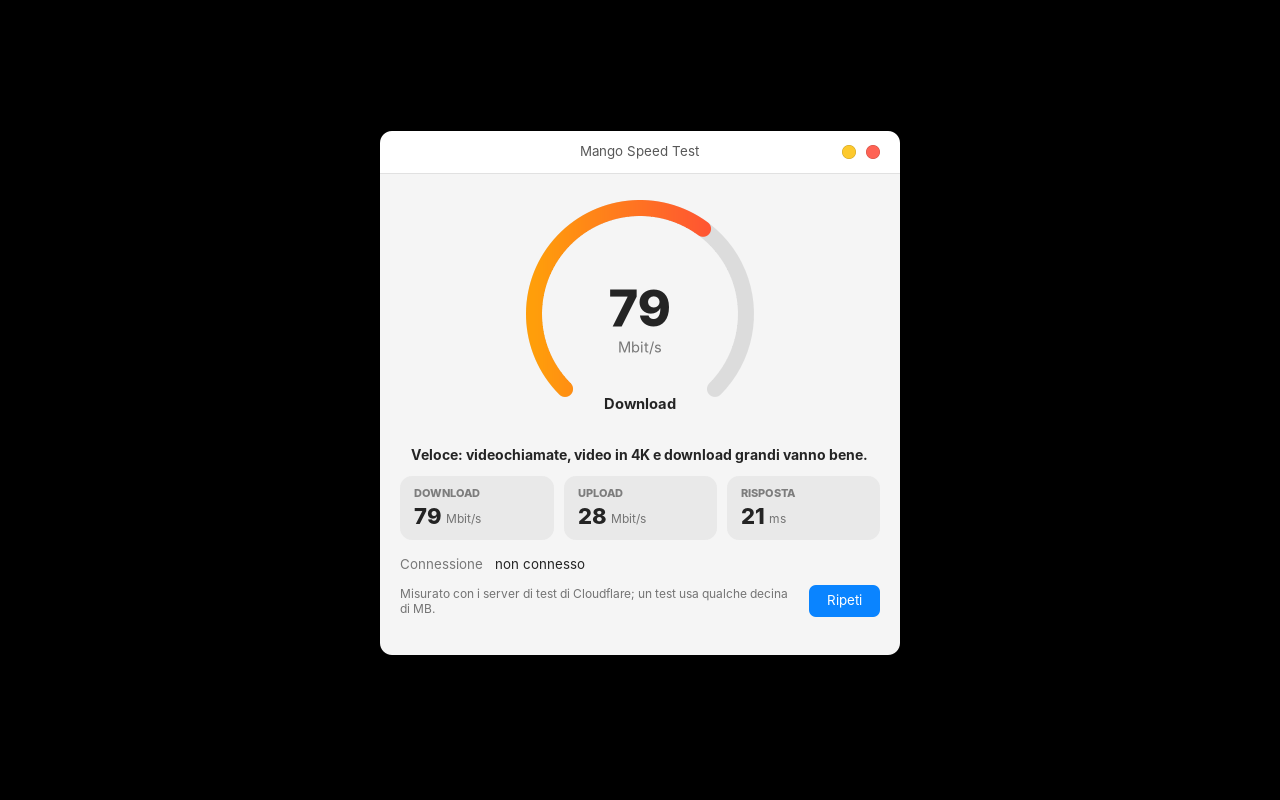 Mango Speed Test
79
Mbit/s
Download
Veloce: videochiamate, video in 4K e download grandi vanno bene.
DOWNLOAD
79 Mbit/s
UPLOAD
28 Mbit/s
RISPOSTA
21 ms
Connessione non connesso
Misurato con i server di test di Cloudflare; un test usa qualche decina
di MB.
Ripeti